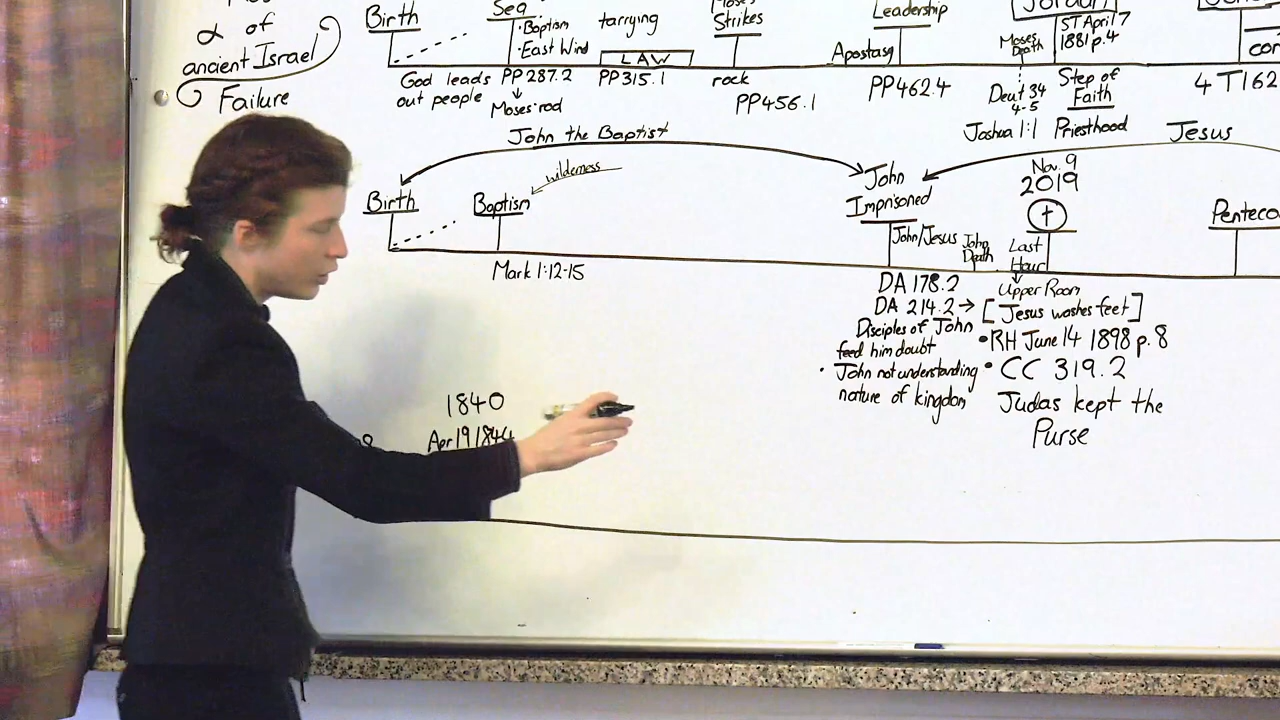 α of
ancient Israel
Failure
Birth
Sea
• Baptism
• East Wind
tarrying
LAW
Strikes
Leadership
Apostasy
Jordan
Moses
Death
ST April 7
1881 p.4
con
God leads
out people
PP 287.2
Moses' rod
PP 315.1
rock
PP 456.1
PP 462.4
Deut 34
4-5
Joshua 1:1
Step of
Faith
Priesthood
4 T 162
John the Baptist
Jesus
wilderness
Birth
Baptism
John
Imprisoned
Nov. 9
2019
Penteco
John/Jesus
John
Death
Last
Hour
Mark 1:12-15
DA 178.2
DA 214.2 →
Disciples of John
feed him doubt
• John not understanding
nature of kingdom
Upper Room
[Jesus washes feet]
• RH June 14 1898 p. 8
• CC 319.2
Judas kept the
Purse
1840
Apr 19 1844